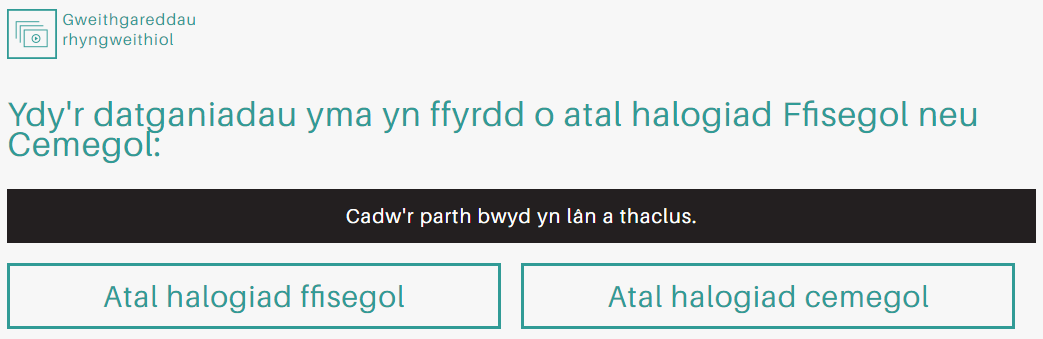 Gweithgareddau
rhyngweithiol
Ydy'r datganiadau yma yn ffyrdd o atal halogiad Ffisegol neu
Cemegol:
Cadw'r parth bwyd yn lân a thaclus.
Atal halogiad ffisegol
Atal halogiad cemegol